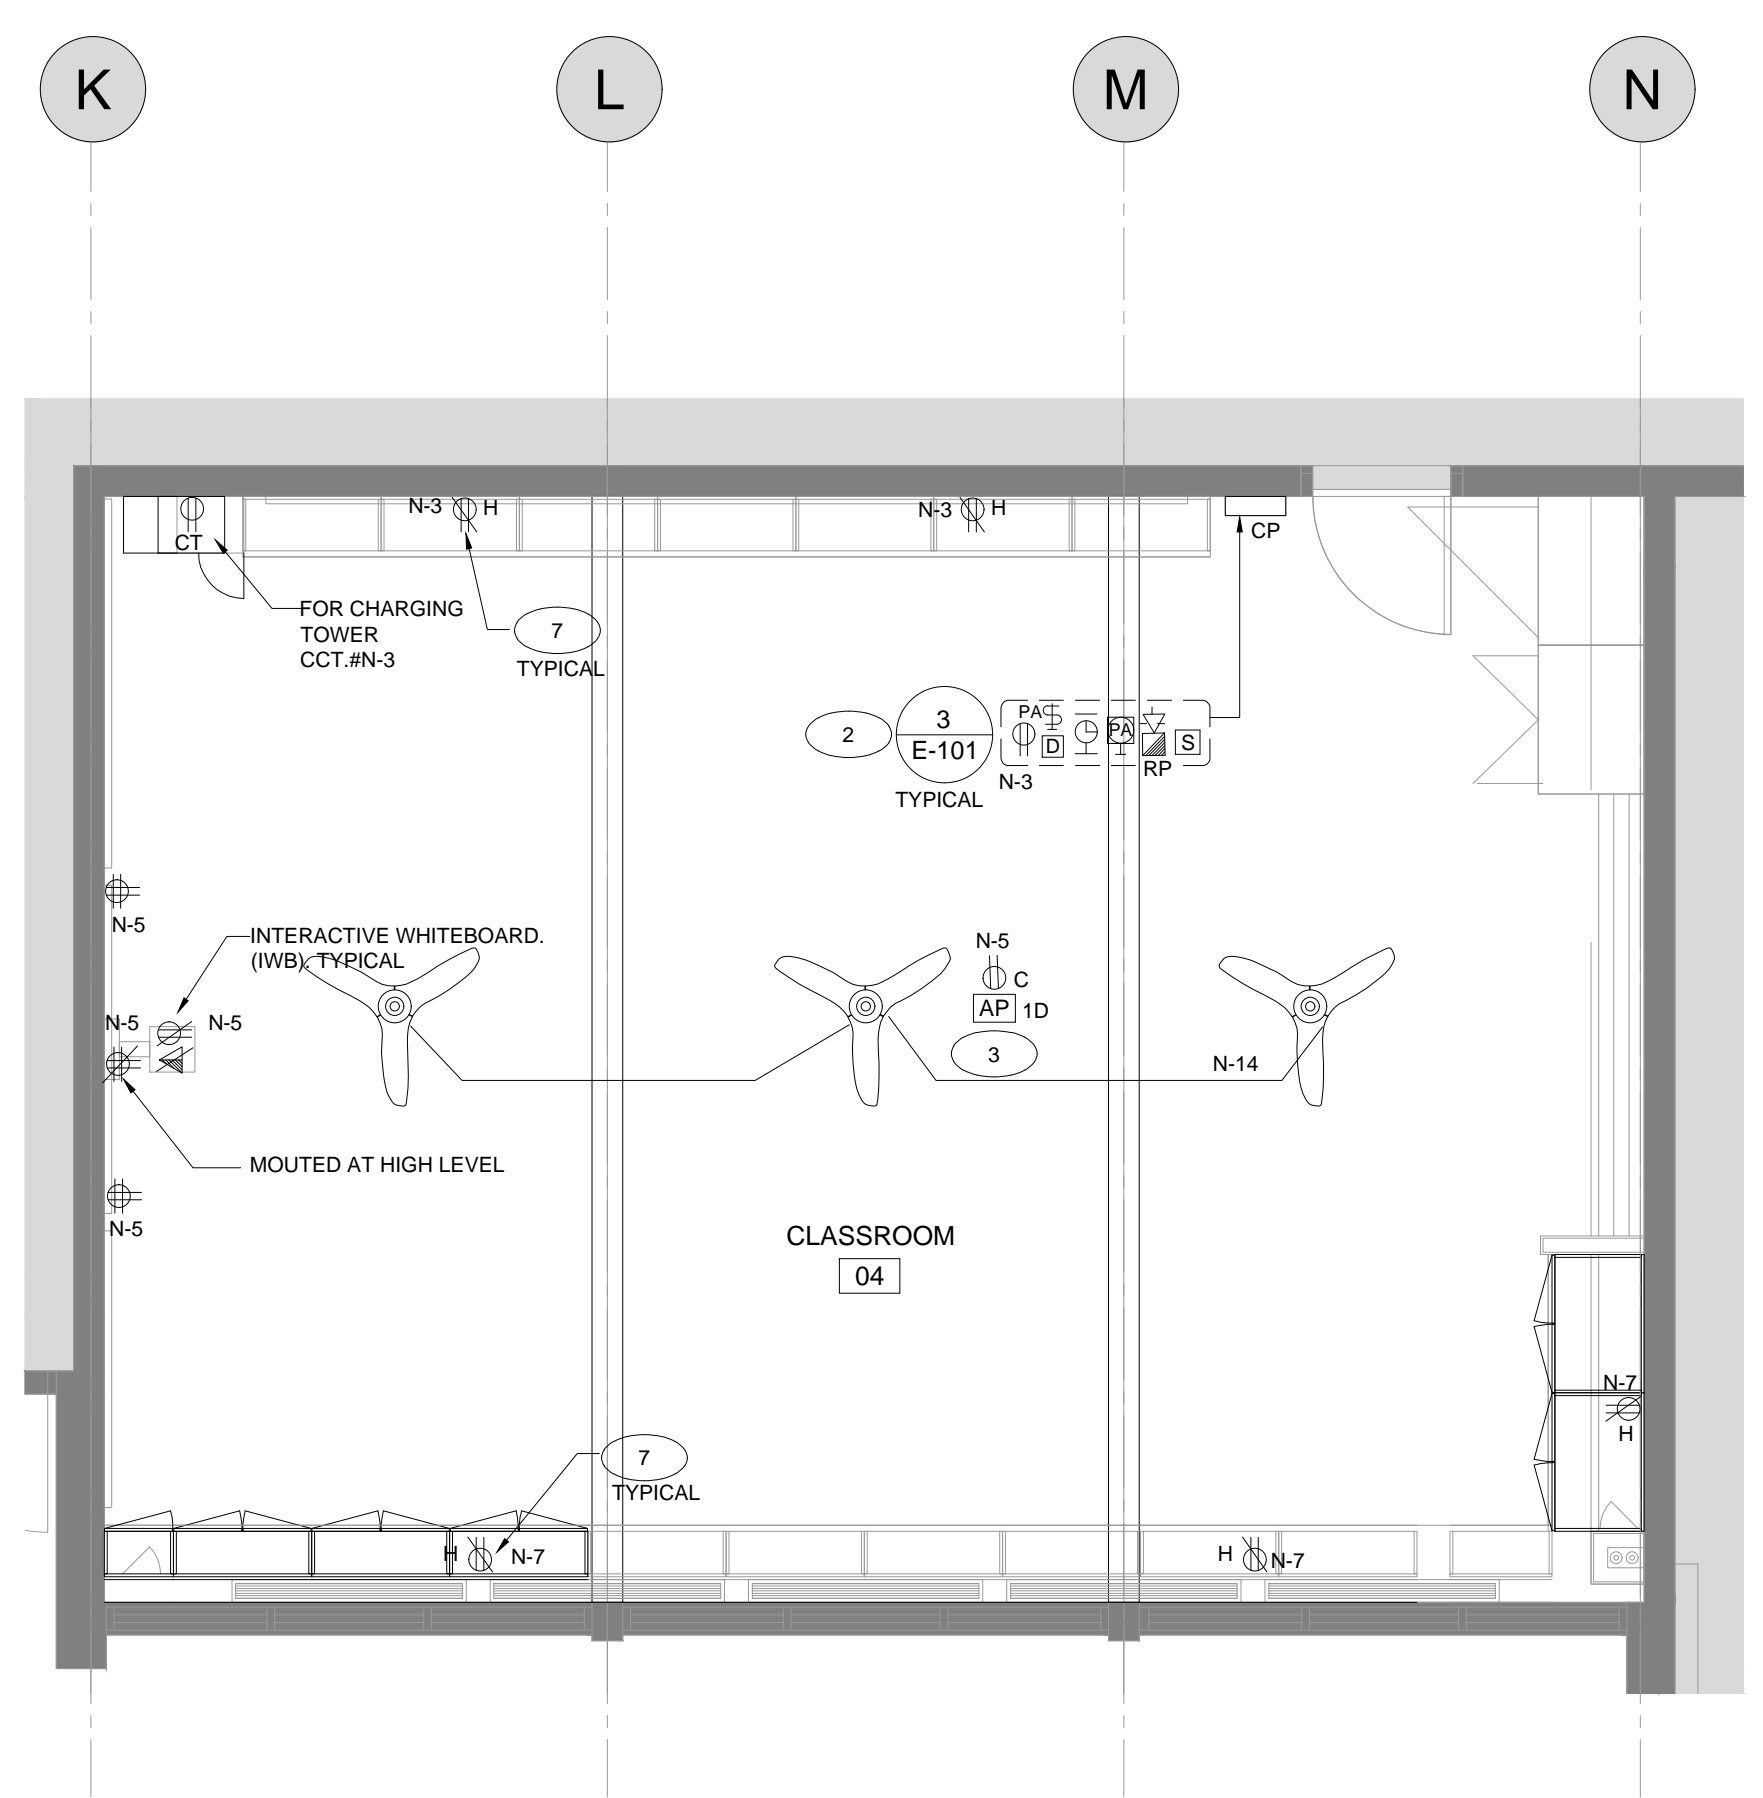 K
L
M
N
N-3
H
N-3
H
CT
CP
FOR CHARGING
TOWER
CCT.#N-3
7
TYPICAL
2
3
E-101
TYPICAL
PA
D
PA
S
RP
N-3
N-5
INTERACTIVE WHITEBOARD.
(IWB). TYPICAL
N-5
C
AP
1D
3
N-5
N-5
N-14
MOUTED AT HIGH LEVEL
N-5
CLASSROOM
04
N-7
H
7
TYPICAL
H
N-7
H
N-7